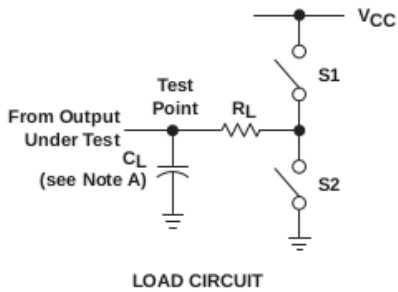 VCC
S1
Test
Point
RL
From Output
Under Test
CL
(see Note A)
S2
LOAD CIRCUIT